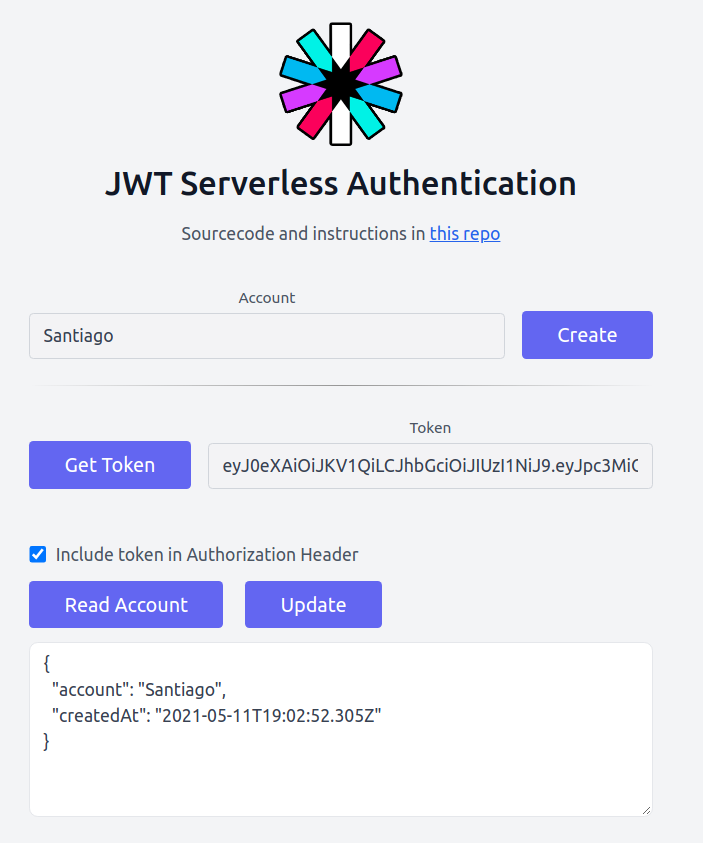 JWT Serverless Authentication
Sourcecode and instructions in this repo
Account
Santiago
Create
Token
Get Token
eyJ0eXAiOiJKV1QiLCJhbGciOiJIUzI1NiJ9.eyJpc3MiC
Include token in Authorization Header
Read Account
Update
{
"account": "Santiago",
"createdAt": "2021-05-11T19:02:52.305Z"
}